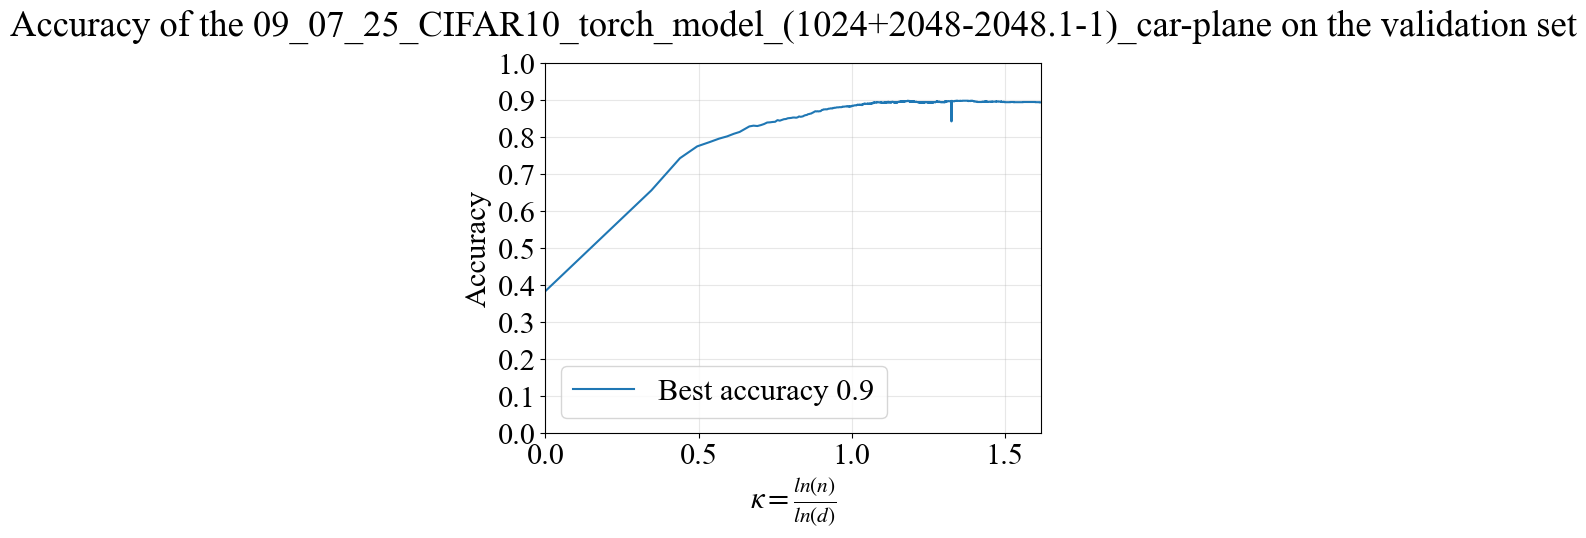 Accuracy of the 09_07_25_CIFAR10_torch_model_(1024+2048-2048.1-1)_car-plane on the validation set
1.0
0.9
0.8
0.7
0.6
0.5
0.4
0.3
0.2
0.1
0.0
Accuracy
Best accuracy 0.9
0.0 0.5 1.0 1.5
κ = ln(n)/ln(d)